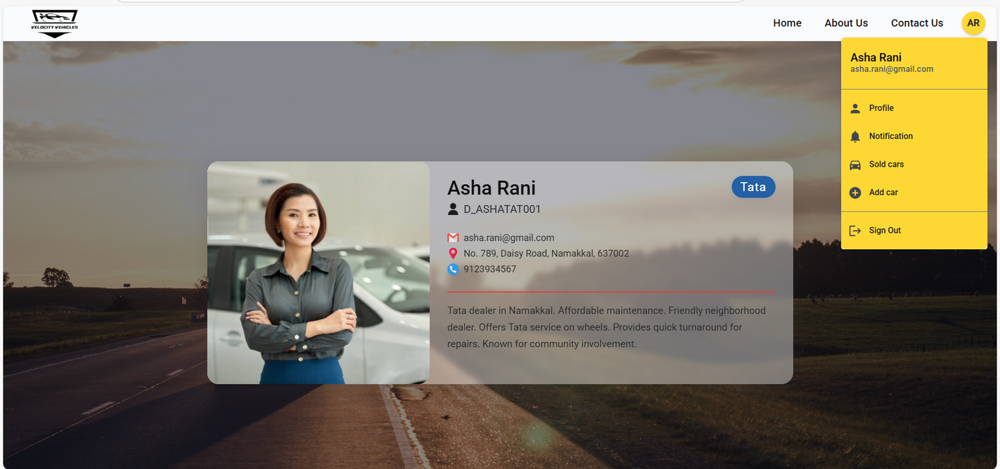 VELOCITY VEHICLES
Home
About Us
Contact Us
AR
Asha Rani
asha.rani@gmail.com
Profile
Notification
Sold cars
Add car
Sign Out
Asha Rani
Tata
D_ASHATAT001
asha.rani@gmail.com
No. 789, Daisy Road, Namakkal, 637002
9123934567
Tata dealer in Namakkal. Affordable maintenance. Friendly neighborhood
dealer. Offers Tata service on wheels. Provides quick turnaround for
repairs. Known for community involvement.